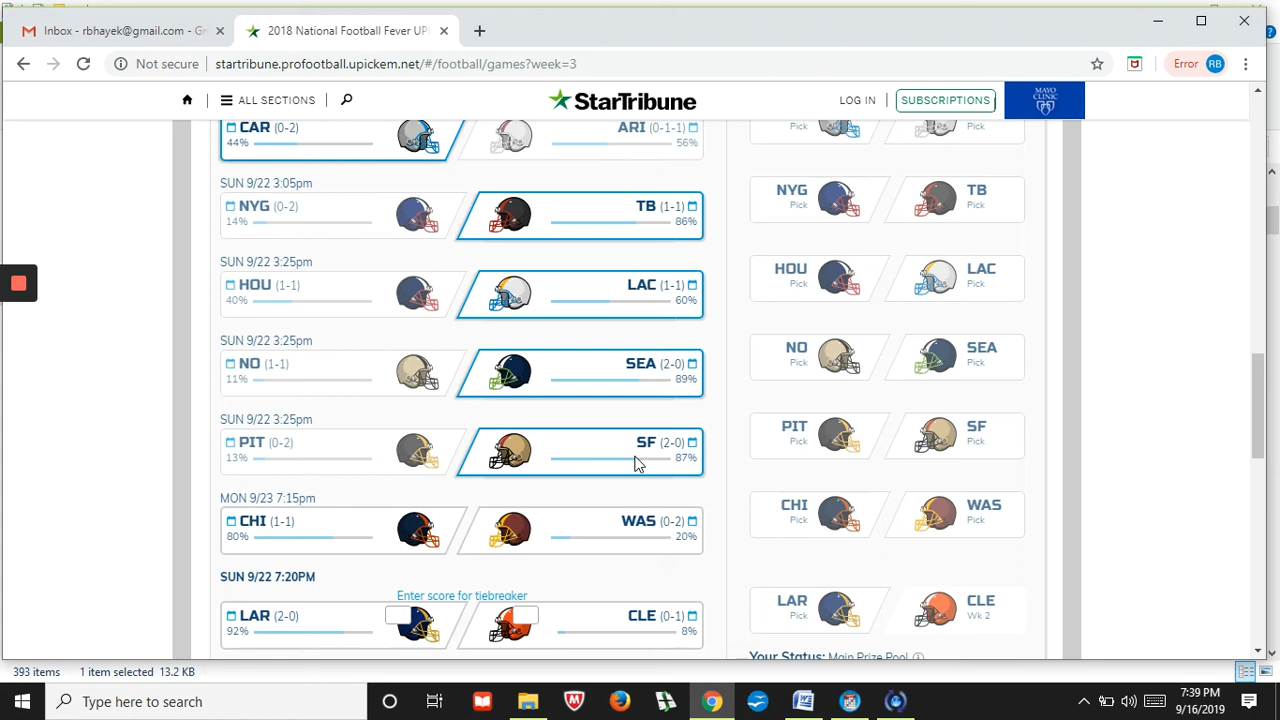 Inbox - rbhayek@gmail.com - Gr
2018 National Football Fever UPI
Not secure startribune.profootball.upickem.net/#/football/games?week=3
Error RB
ALL SECTIONS
StarTribune
LOG IN
SUBSCRIPTIONS
MAYO
CLINIC
CAR (0-2) ARI (0-1-1)
44% 56%
Pick Pick
SUN 9/22 3:05pm
NYG (0-2) TB (1-1)
14% 86%
NYG TB
Pick Pick
SUN 9/22 3:25pm
HOU (1-1) LAC (1-1)
40% 60%
HOU LAC
Pick Pick
SUN 9/22 3:25pm
NO (1-1) SEA (2-0)
11% 89%
NO SEA
Pick Pick
SUN 9/22 3:25pm
PIT (0-2) SF (2-0)
13% 87%
PIT SF
Pick Pick
MON 9/23 7:15pm
CHI (1-1) WAS (0-2)
80% 20%
CHI WAS
Pick Pick
SUN 9/22 7:20PM
Enter score for tiebreaker
LAR (2-0) CLE (0-1)
92% 8%
LAR CLE
Pick Wk 2
Your Status: Main Prize Pool
393 items 1 item selected 13.2 KB
Type here to search
7:39 PM
9/16/2019